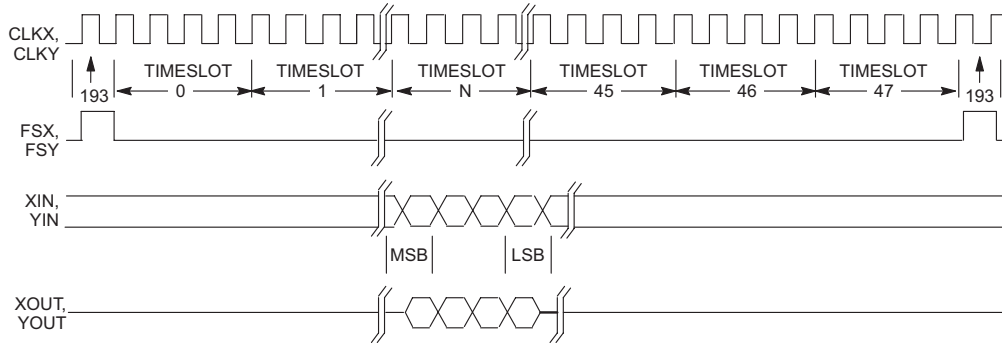 CLKX,
CLKY
TIMESLOT TIMESLOT TIMESLOT TIMESLOT TIMESLOT TIMESLOT
193 0 1 N 45 46 47 193
FSX,
FSY
XIN,
YIN
MSB LSB
XOUT,
YOUT